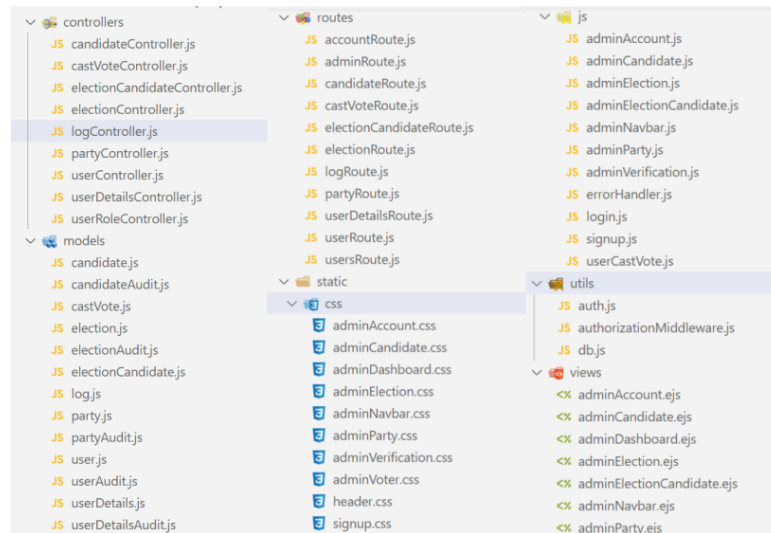 controllers
JS candidateController.js
JS castVoteController.js
JS electionCandidateController.js
JS electionController.js
JS logController.js
JS partyController.js
JS userController.js
JS userDetailsController.js
JS userRoleController.js
models
JS candidate.js
JS candidateAudit.js
JS castVote.js
JS election.js
JS electionAudit.js
JS electionCandidate.js
JS log.js
JS party.js
JS partyAudit.js
JS user.js
JS userAudit.js
JS userDetails.js
JS userDetailsAudit.js
routes
JS accountRoute.js
JS adminRoute.js
JS candidateRoute.js
JS castVoteRoute.js
JS electionCandidateRoute.js
JS electionRoute.js
JS logRoute.js
JS partyRoute.js
JS userDetailsRoute.js
JS userRoute.js
JS usersRoute.js
static
css
adminAccount.css
adminCandidate.css
adminDashboard.css
adminElection.css
adminNavbar.css
adminParty.css
adminVerification.css
adminVoter.css
header.css
signup.css
js
JS adminAccount.js
JS adminCandidate.js
JS adminElection.js
JS adminElectionCandidate.js
JS adminNavbar.js
JS adminParty.js
JS adminVerification.js
JS errorHandler.js
JS login.js
JS signup.js
JS userCastVote.js
utils
JS auth.js
JS authorizationMiddleware.js
JS db.js
views
<% adminAccount.ejs
<% adminCandidate.ejs
<% adminDashboard.ejs
<% adminElection.ejs
<% adminElectionCandidate.ejs
<% adminNavbar.ejs
<% adminParty.ejs